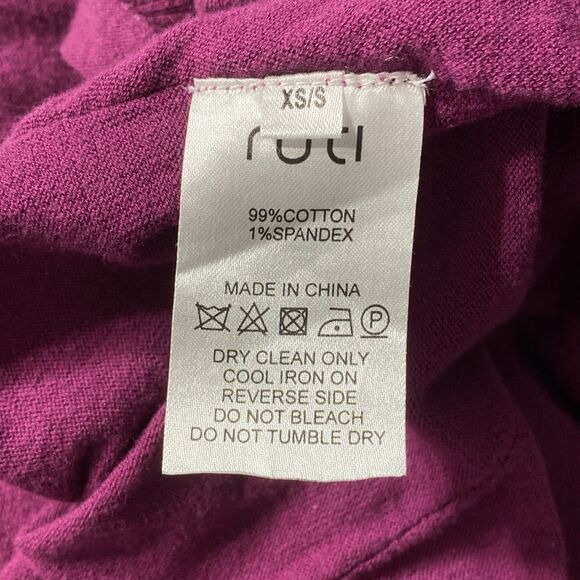 XS/S
ruti
99%COTTON
1%SPANDEX
MADE IN CHINA
P
DRY CLEAN ONLY
COOL IRON ON
REVERSE SIDE
DO NOT BLEACH
DO NOT TUMBLE DRY